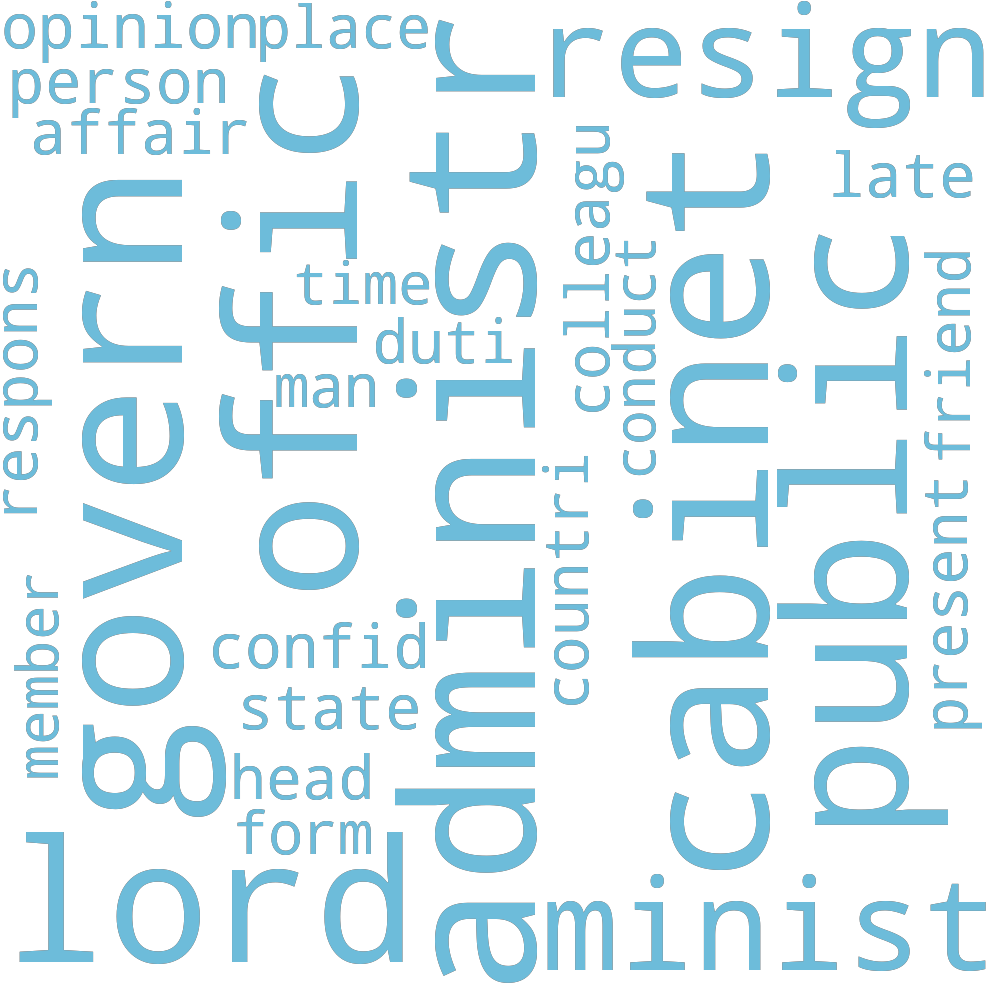 opinion
place
resign
person
affair
offic
administr
colleagu
late
govern
cabinet
public
respons
time
conduct
friend
duti
man
countri
present
member
confid
state
head
form
lord
minist